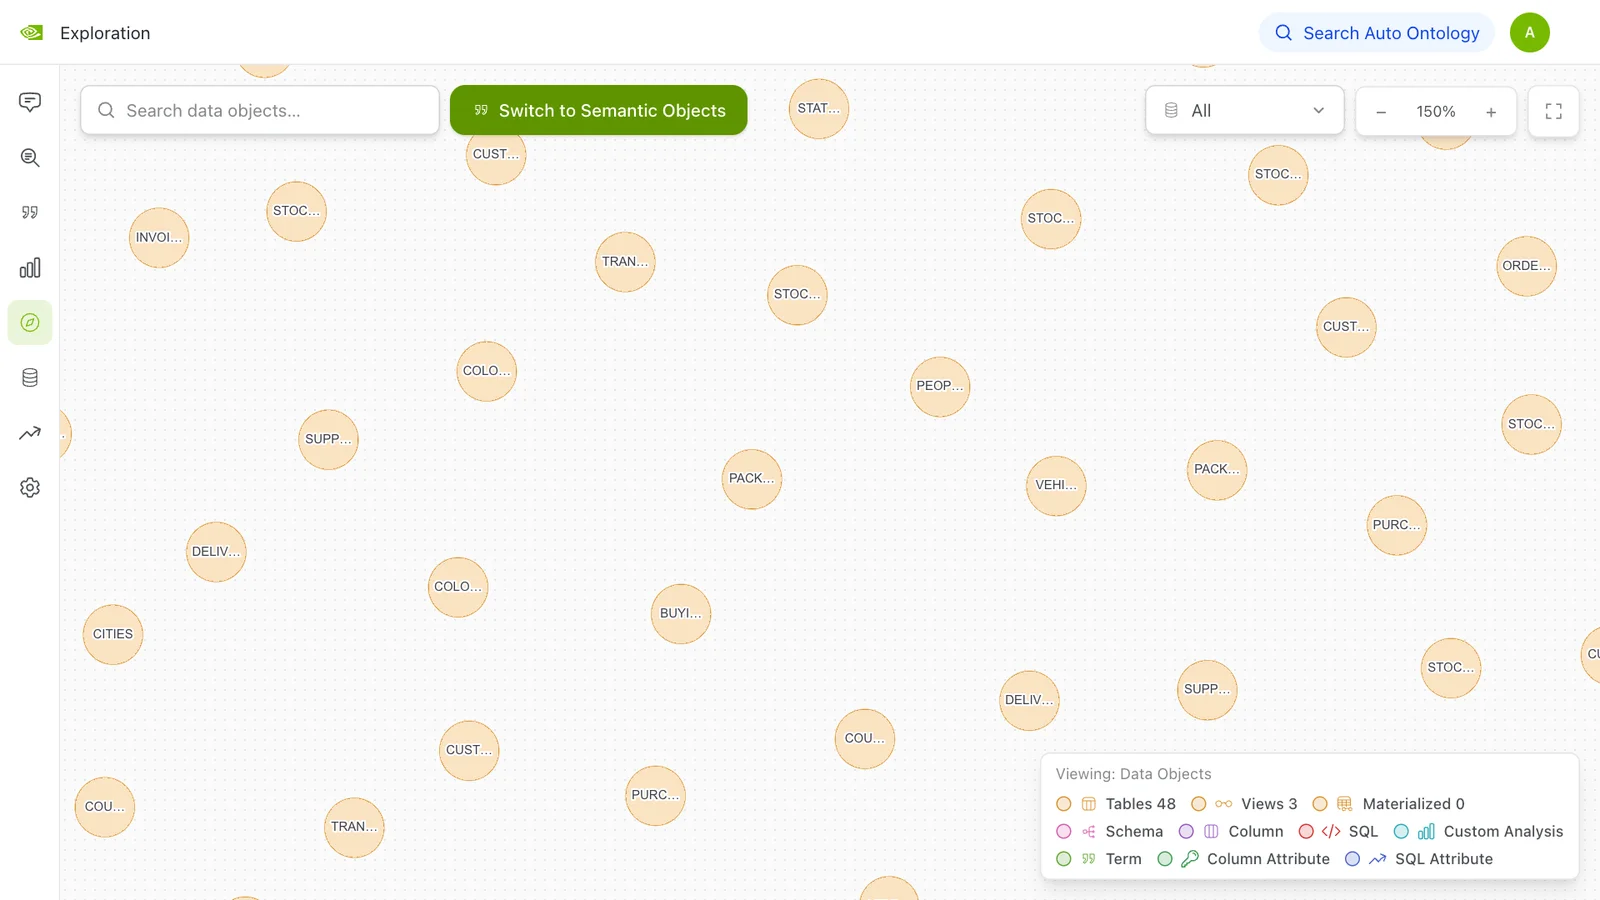 Exploration
Search Auto Ontology
A
Search data objects...
Switch to Semantic Objects
STAT...
All
150%
CUST...
STOC...
STOC...
STOC...
INVOI...
TRAN...
ORDE...
STOC...
CUST...
COLO...
PEOP...
STOC...
SUPP...
PACK...
PACK...
VEHI...
PURC...
DELIV...
COLO...
BUYI...
CITIES
CU
STOC...
SUPP...
DELIV...
COU...
CUST...
PURC...
COU...
TRAN...
Viewing: Data Objects
Tables 48 Views 3 Materialized 0
Schema Column SQL Custom Analysis
Term Column Attribute SQL Attribute